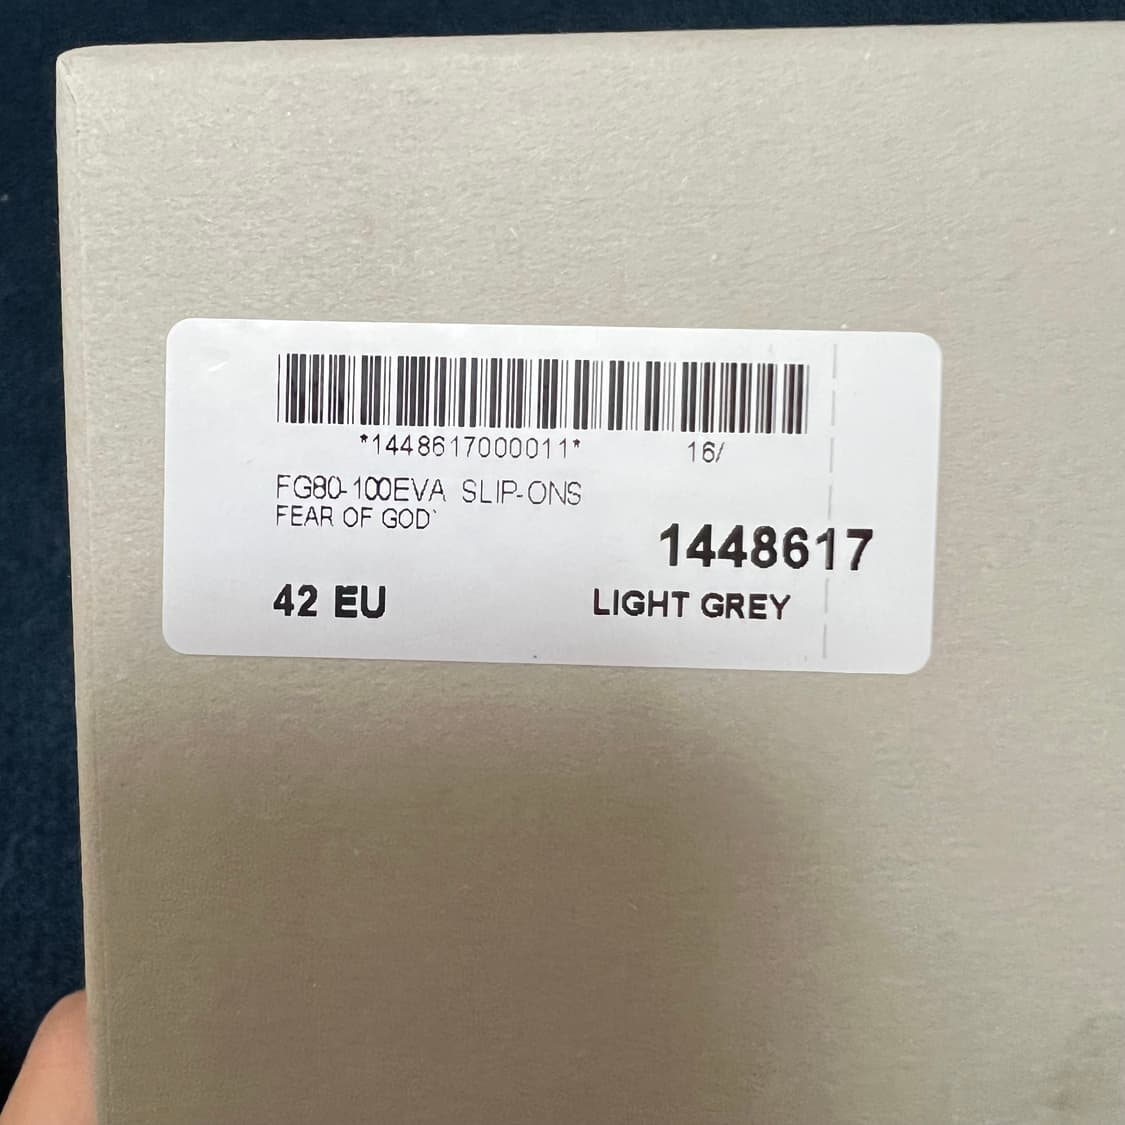 *1448617000011* 16/
FG80-100EVA SLIP-ONS
FEAR OF GOD`
1448617
42 EU LIGHT GREY